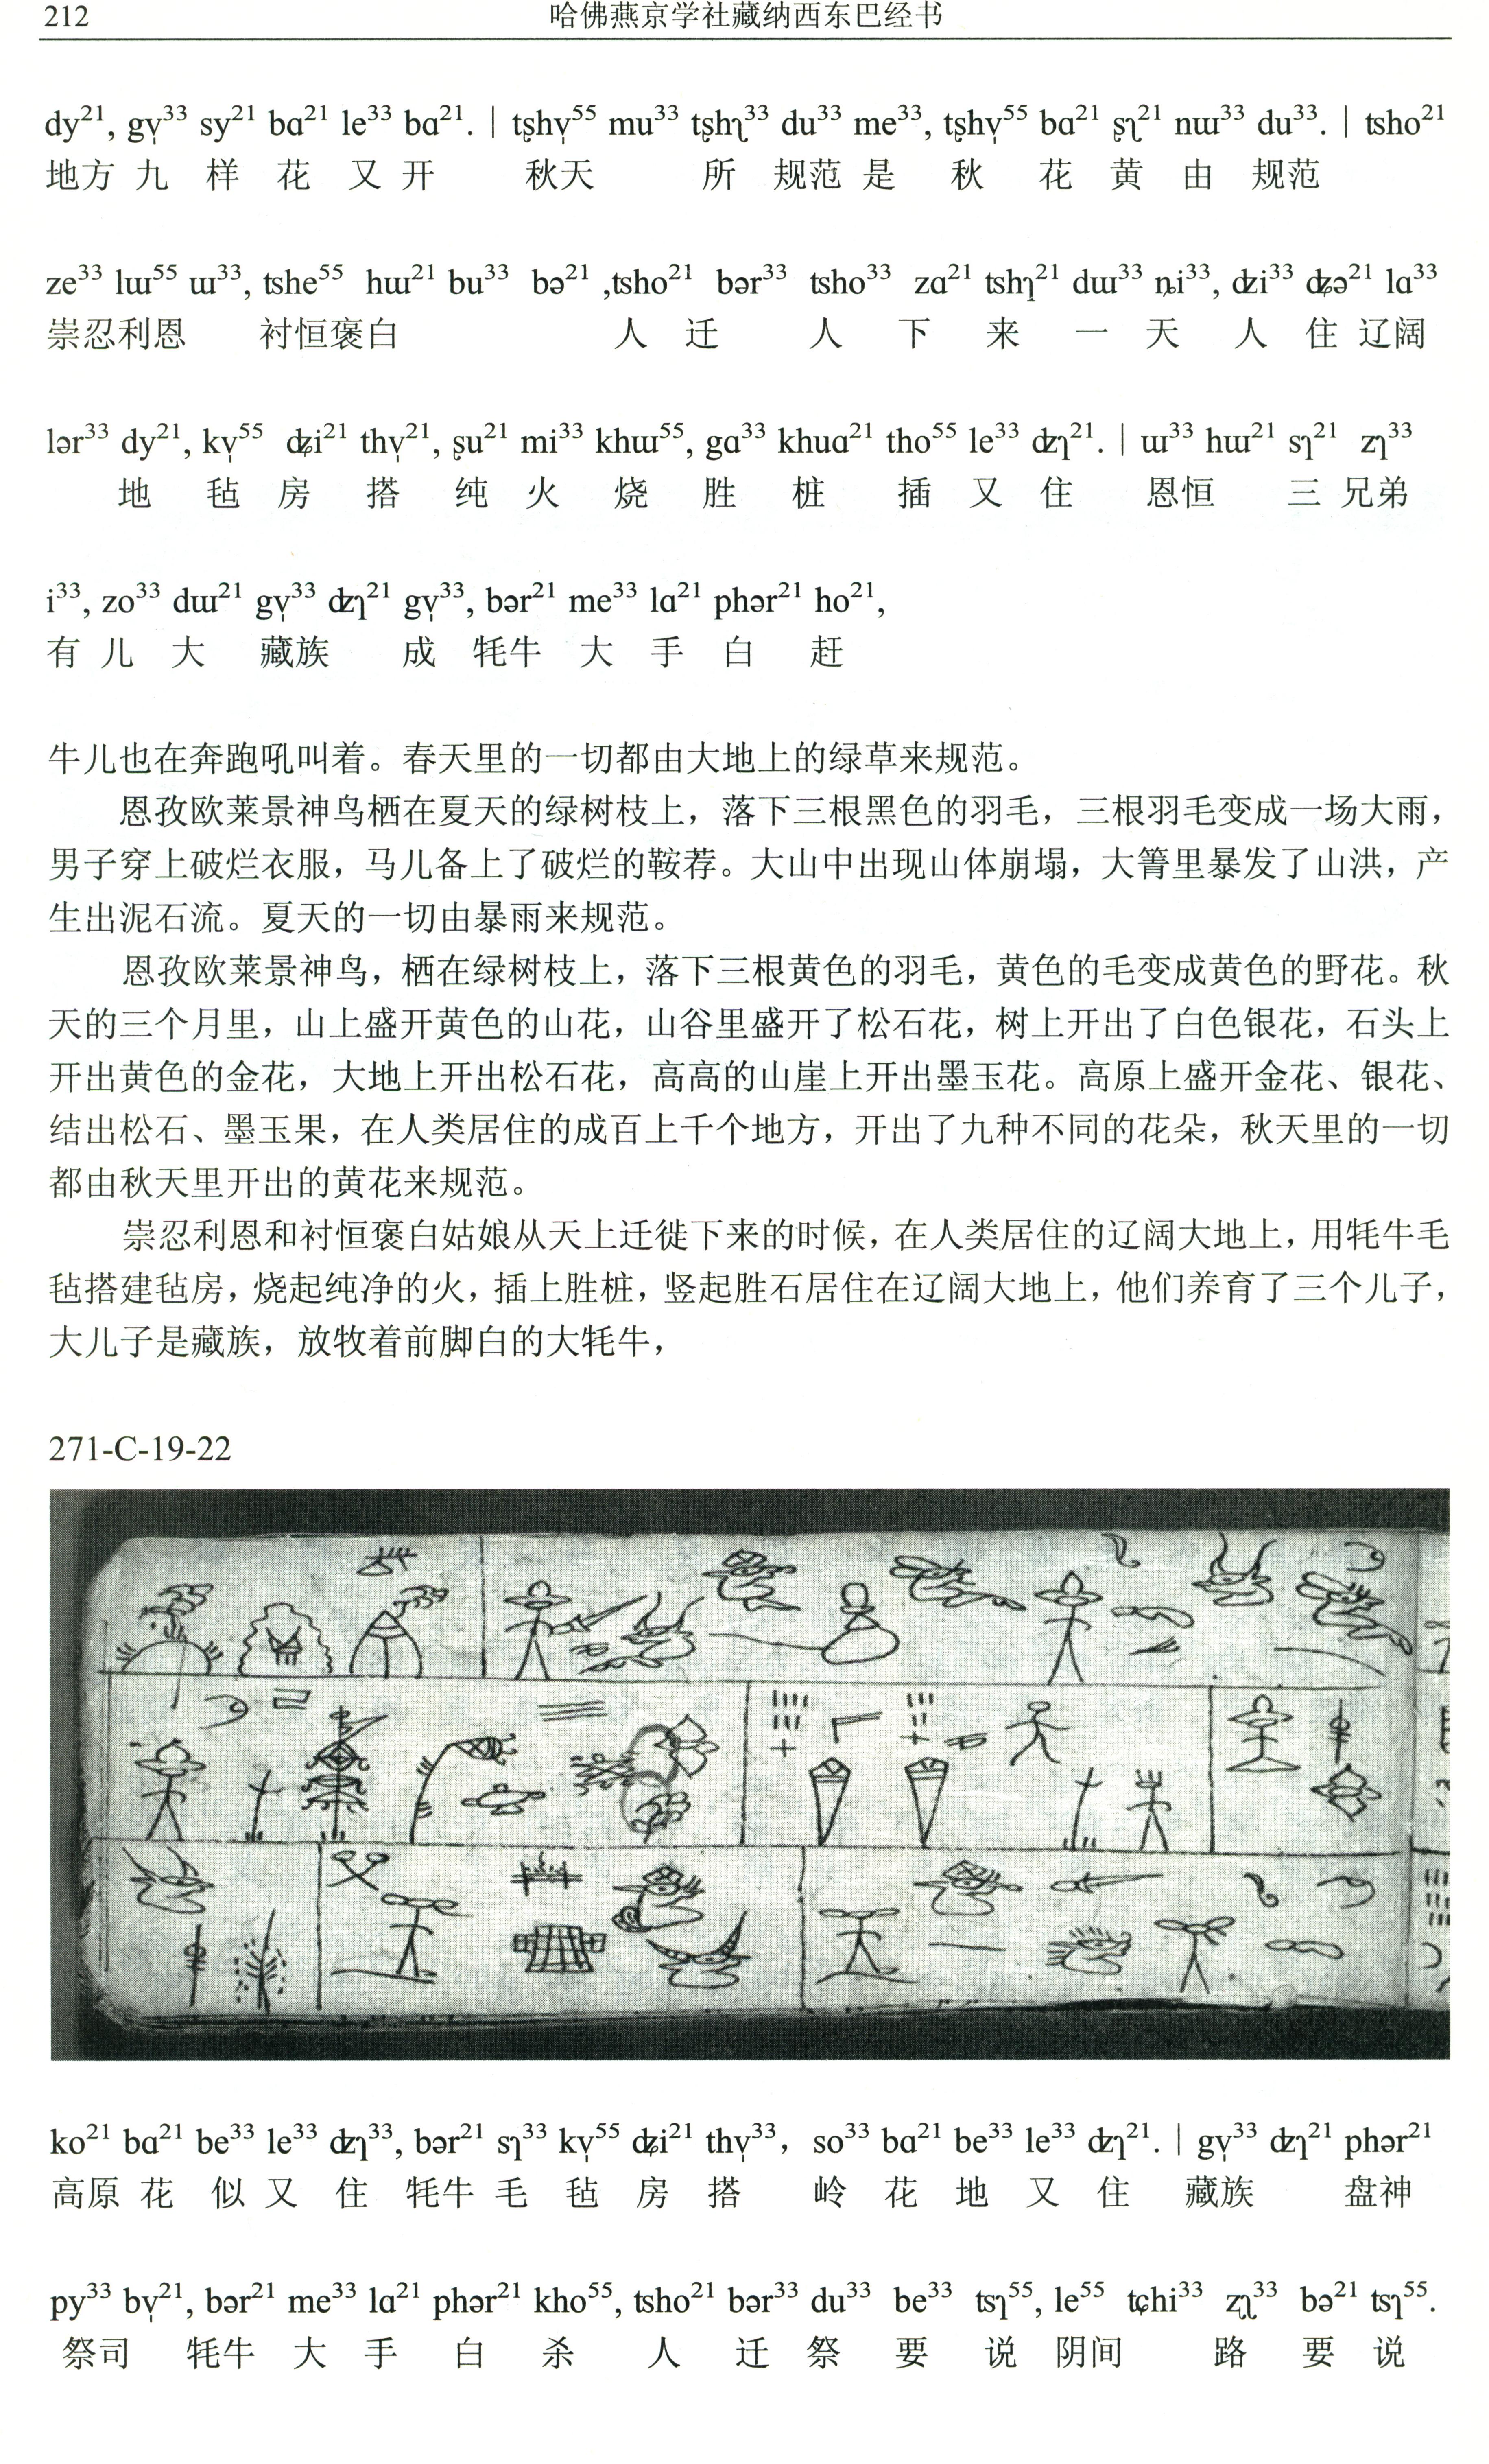 212 哈佛燕京学社藏纳西东巴经书
dy²¹, gv̩³³ sy²¹ bɑ²¹ le³³ bɑ²¹. | tʂhv̩⁵⁵ mu³³ tʂhʅ³³ du³³ me³³, tʂhv̩⁵⁵ bɑ²¹ ʂʅ²¹ nɯ³³ du³³. | tsho²¹
地方 九 样 花 又 开 秋天 所 规范 是 秋 花 黄 由 规范
ze³³ lɯ⁵⁵ ɯ³³, tshe⁵⁵ hɯ²¹ bu³³ bə²¹ ,tsho²¹ bər³³ tsho³³ zɑ²¹ tshʅ²¹ dɯ³³ ȵi³³, ʥi³³ ʥə²¹ lɑ³³
崇忍利恩 衬恒褒白 人 迁 人 下 来 一 天 人 住 辽阔
lər³³ dy²¹, kv̩⁵⁵ ʥi²¹ thv̩²¹, ʂu²¹ mi³³ khɯ⁵⁵, gɑ³³ khuɑ²¹ tho⁵⁵ le³³ ʣʅ²¹. | ɯ³³ hɯ²¹ sʅ²¹ zʅ³³
地 毡 房 搭 纯 火 烧 胜 桩 插 又 住 恩恒 三 兄弟
i³³, zo³³ dɯ²¹ gv̩³³ ʣʅ²¹ gv̩³³, bər²¹ me³³ lɑ²¹ phər²¹ ho²¹,
有 儿 大 藏族 成 牦牛 大 手 白 赶
牛儿也在奔跑吼叫着。春天里的一切都由大地上的绿草来规范。
恩孜欧莱景神鸟栖在夏天的绿树枝上，落下三根黑色的羽毛，三根羽毛变成一场大雨，
男子穿上破烂衣服，马儿备上了破烂的鞍荐。大山中出现山体崩塌，大箐里暴发了山洪，产
生出泥石流。夏天的一切由暴雨来规范。
恩孜欧莱景神鸟，栖在绿树枝上，落下三根黄色的羽毛，黄色的毛变成黄色的野花。秋
天的三个月里，山上盛开黄色的山花，山谷里盛开了松石花，树上开出了白色银花，石头上
开出黄色的金花，大地上开出松石花，高高的山崖上开出墨玉花。高原上盛开金花、银花、
结出松石、墨玉果，在人类居住的成百上千个地方，开出了九种不同的花朵，秋天里的一切
都由秋天里开出的黄花来规范。
崇忍利恩和衬恒褒白姑娘从天上迁徙下来的时候，在人类居住的辽阔大地上，用牦牛毛
毡搭建毡房，烧起纯净的火，插上胜桩，竖起胜石居住在辽阔大地上，他们养育了三个儿子，
大儿子是藏族，放牧着前脚白的大牦牛，
271-C-19-22
ko²¹ bɑ²¹ be³³ le³³ ʣʅ³³, bər²¹ sʅ³³ kv̩⁵⁵ ʥi²¹ thv̩³³, so³³ bɑ²¹ be³³ le³³ ʣʅ²¹. | gv̩³³ ʣʅ²¹ phər²¹
高原 花 似 又 住 牦牛 毛 毡 房 搭 岭 花 地 又 住 藏族 盘神
py³³ bv̩²¹, bər²¹ me³³ lɑ²¹ phər²¹ kho⁵⁵, tsho²¹ bər³³ du³³ be³³ tsʅ⁵⁵, le⁵⁵ tɕhi³³ ʐʅ³³ bə²¹ tsʅ⁵⁵.
祭司 牦牛 大 手 白 杀 人 迁 祭 要 说 阴间 路 要 说